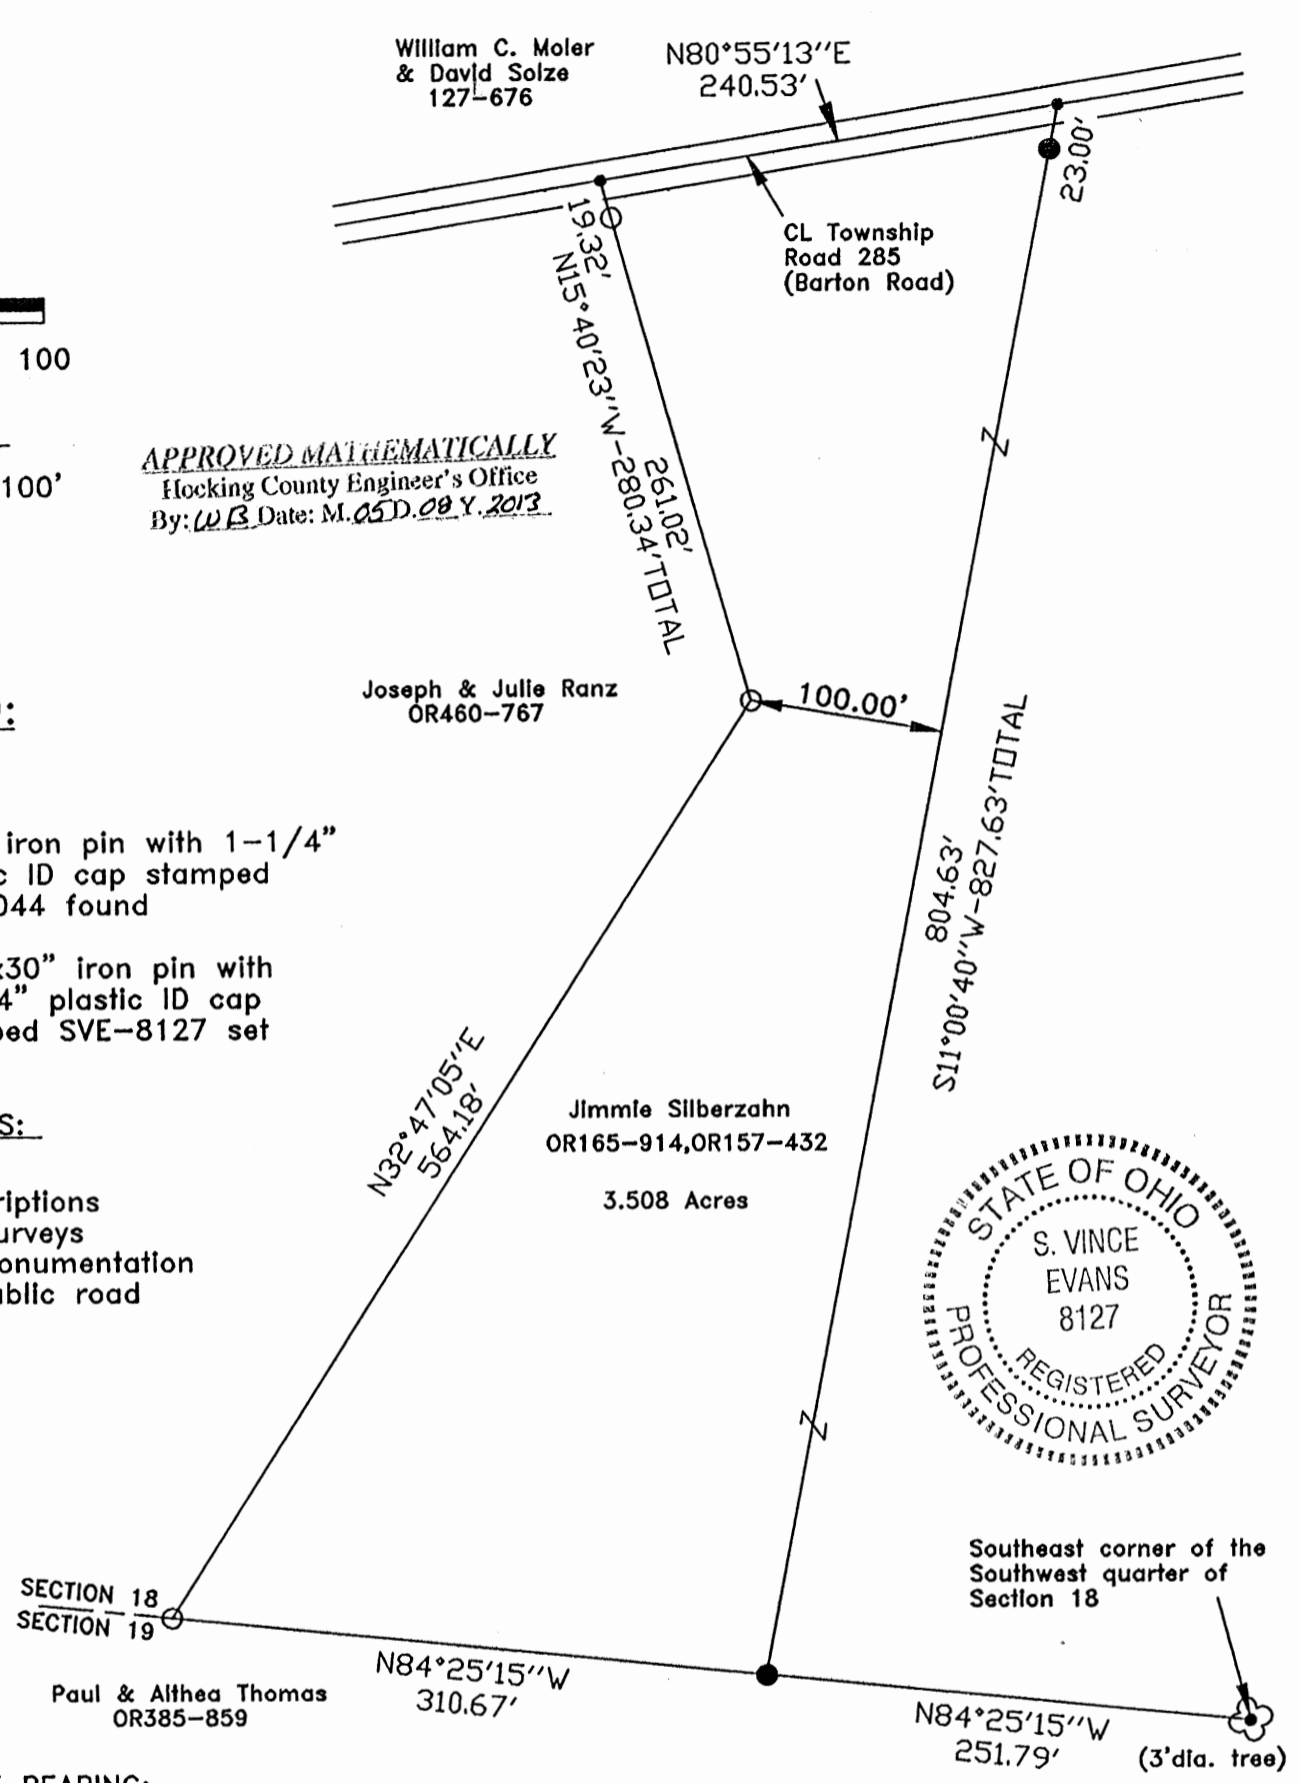 William C. Moler
& David Solze
127-676
N80°55'13''E
240.53'
23.00'
19.32'
N15°40'23''W-280.34'TOTAL
261.02'
CL Township
Road 285
(Barton Road)
100
100'
APPROVED MATHEMATICALLY
Hocking County Engineer's Office
By: WB Date: M.05D.08Y.2013
Joseph & Julie Ranz
OR460-767
100.00'
:
iron pin with 1-1/4"
c ID cap stamped
044 found
x30" iron pin with
4" plastic ID cap
ped SVE-8127 set
804.63'
S11°00'40''W-827.63'TOTAL
N32°47'05''E
564.18'
Jimmie Silberzahn
OR165-914,OR157-432
3.508 Acres
S:
riptions
urveys
onumentation
ublic road
STATE OF OHIO
S. VINCE
EVANS
8127
REGISTERED
PROFESSIONAL SURVEYOR
Southeast corner of the
Southwest quarter of
Section 18
SECTION 18
SECTION 19
N84°25'15''W
310.67'
Paul & Althea Thomas
OR385-859
N84°25'15''W
251.79'
(3'dia. tree)
BEARING: